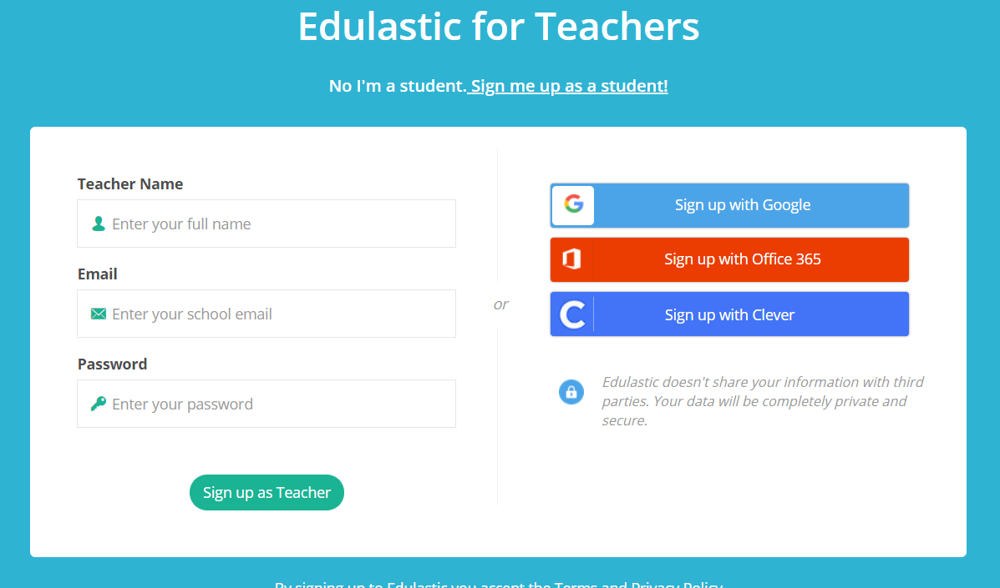 Edulastic for Teachers
No I'm a student. Sign me up as a student!
Teacher Name
Enter your full name
Email
Enter your school email
Password
Enter your password
Sign up as Teacher
or
Sign up with Google
Sign up with Office 365
Sign up with Clever
Edulastic doesn't share your information with third
parties. Your data will be completely private and
secure.
By signing up to Edulastic you accept the Terms and Privacy Policy